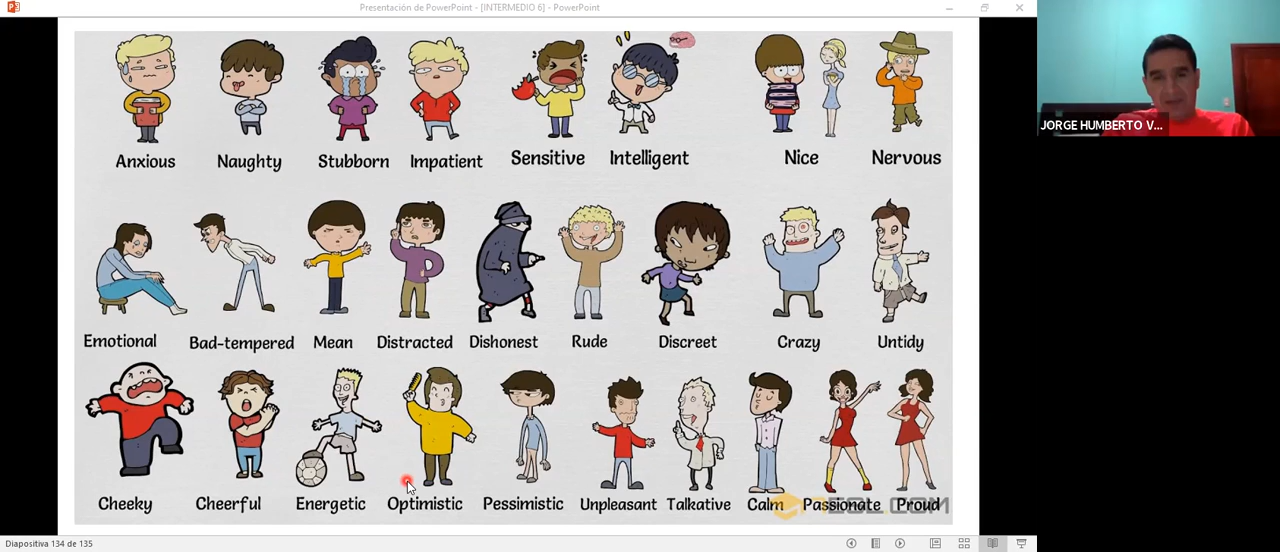 Presentación de PowerPoint - [INTERMEDIO 6] - PowerPoint
JORGE HUMBERTO V...
Anxious Naughty Stubborn Impatient Sensitive Intelligent Nice Nervous
Emotional Bad-tempered Mean Distracted Dishonest Rude Discreet Crazy Untidy
Cheeky Cheerful Energetic Optimistic Pessimistic Unpleasant Talkative Calm Passionate Proud
Diapositiva 134 de 135